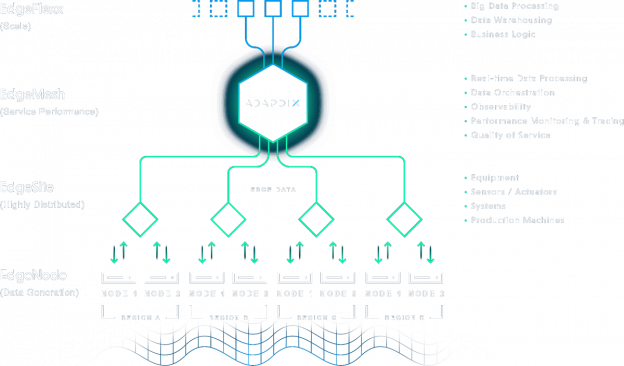 EdgeFlexx
(Scale)
• Big Data Processing
• Data Warehousing
• Business Logic
EdgeMesh
(Service Performance)
ADAPDIX
• Real-time Data Processing
• Data Orchestration
• Observability
• Performance Monitoring & Tracing
• Quality of Service
EdgeSite
(Highly Distributed)
EDGE DATA
• Equipment
• Sensors / Actuators
• Systems
• Production Machines
EdgeNode
(Data Generation)
NODE 1 NODE 2 NODE 1 NODE 2 NODE 1 NODE 2 NODE 1 NODE 2
REGION A REGION B REGION C REGION D